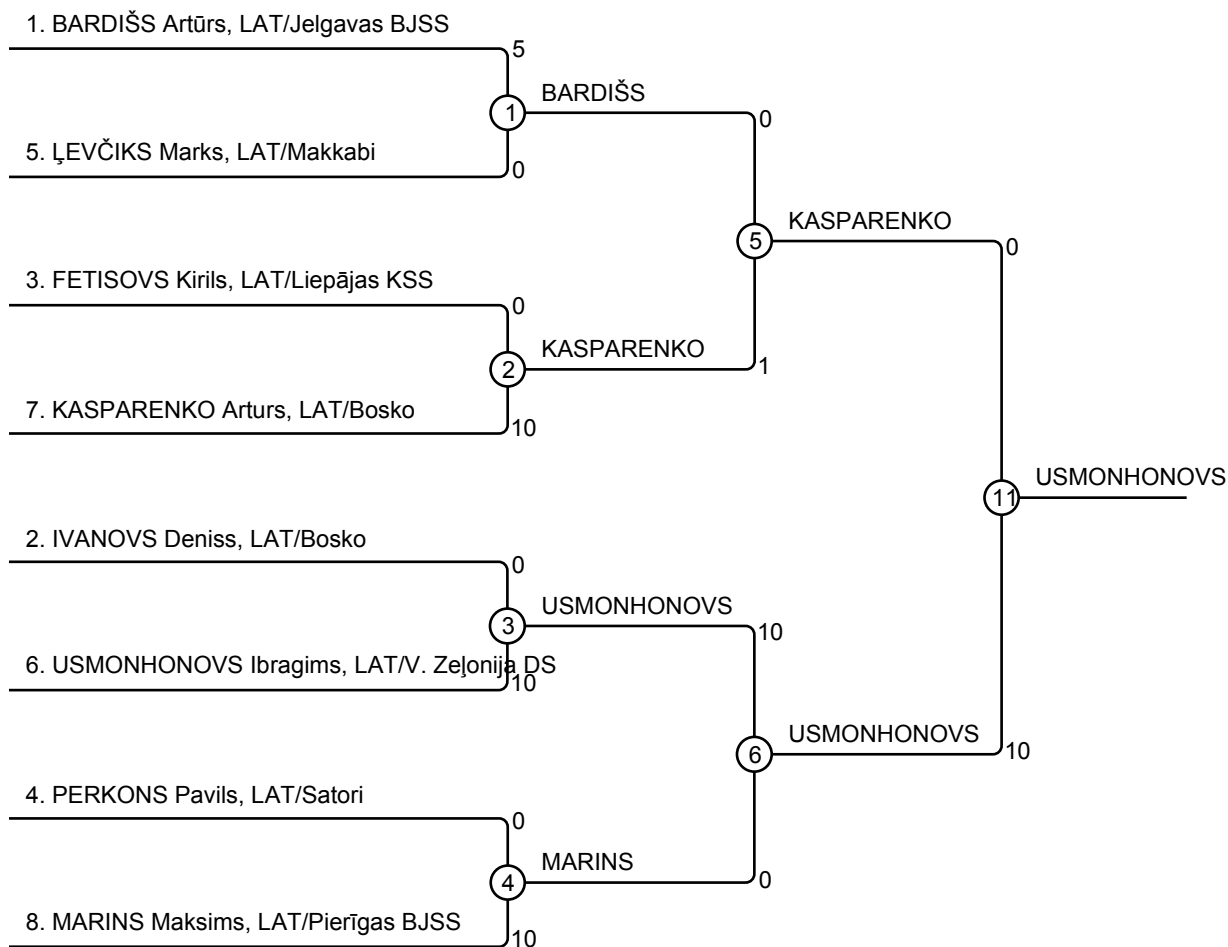 1. BARDIŠS Artūrs, LAT/Jelgavas BJSS
5
1
BARDIŠS
0
5. ĻEVČIKS Marks, LAT/Makkabi
0
5
KASPARENKO
0
3. FETISOVS Kirils, LAT/Liepājas KSS
0
2
KASPARENKO
1
7. KASPARENKO Arturs, LAT/Bosko
10
11
USMONHONOVS
2. IVANOVS Deniss, LAT/Bosko
0
3
USMONHONOVS
10
6. USMONHONOVS Ibragims, LAT/V. Zeļonija DS
10
6
USMONHONOVS
10
4. PERKONS Pavils, LAT/Satori
0
4
MARINS
0
8. MARINS Maksims, LAT/Pierīgas BJSS
10